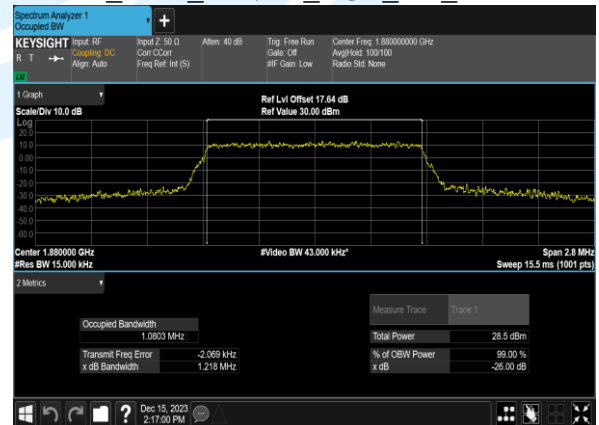 Spectrum Analyzer 1
Occupied BW
KEYSIGHT Input: RF Input Z: 50 Ω Atten: 40 dB Trig: Free Run Center Freq: 1.880000000 GHz
R T Coupling: DC Corr CCorr Gate: Off Avg|Hold: 100/100
Align: Auto Freq Ref: Int (S) #IF Gain: Low Radio Std: None
LW
1 Graph
Ref Lvl Offset 17.64 dB
Scale/Div 10.0 dB Ref Value 30.00 dBm
Log
20.0
10.0
0.00
-10.0
-20.0
-30.0
-40.0
-50.0
-60.0
Center 1.880000 GHz #Video BW 43.000 kHz* Span 2.8 MHz
#Res BW 15.000 kHz Sweep 15.5 ms (1001 pts)
2 Metrics
Measure Trace Trace 1
Occupied Bandwidth
1.0803 MHz
Total Power 28.5 dBm
Transmit Freq Error -2.069 kHz % of OBW Power 99.00 %
x dB Bandwidth 1.218 MHz x dB -26.00 dB
Dec 15, 2023
2:17:00 PM